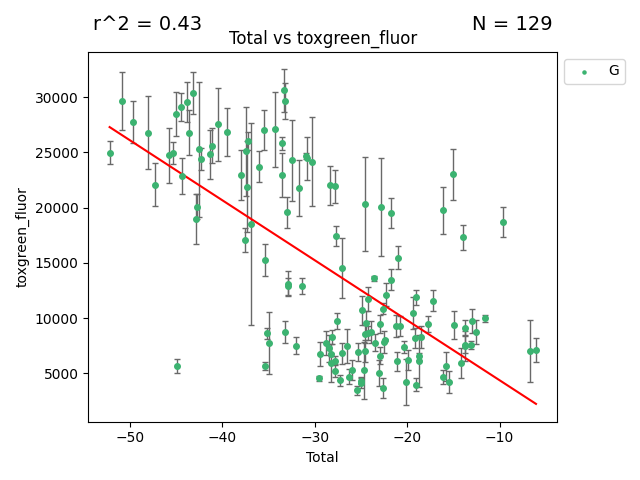 r^2 = 0.43
N = 129
Total vs toxgreen_fluor
G
30000
25000
20000
15000
10000
5000
toxgreen_fluor
−50
−40
−30
−20
−10
Total